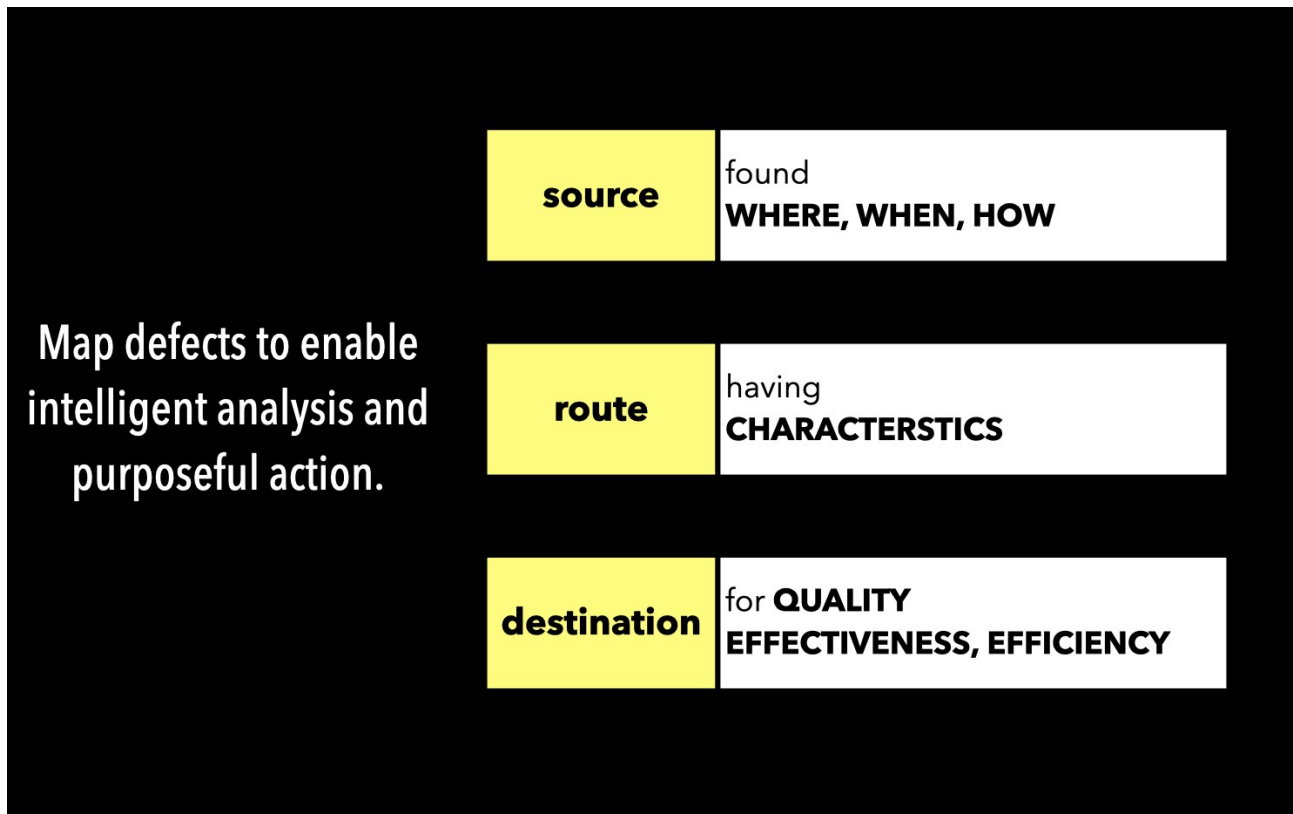 Map defects to enable
intelligent analysis and
purposeful action.
source
found
WHERE, WHEN, HOW
route
having
CHARACTERSTICS
destination
for QUALITY
EFFECTIVENESS, EFFICIENCY